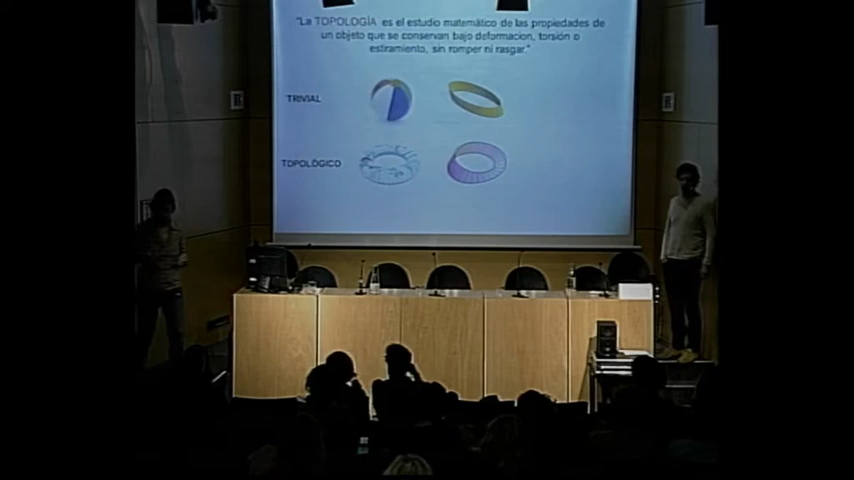 "La TOPOLOGÍA es el estudio matemático de las propiedades de
un objeto que se conservan bajo deformacion, torsión o
estiramiento, sin romper ni rasgar."
TRIVIAL
TOPOLÓGICO